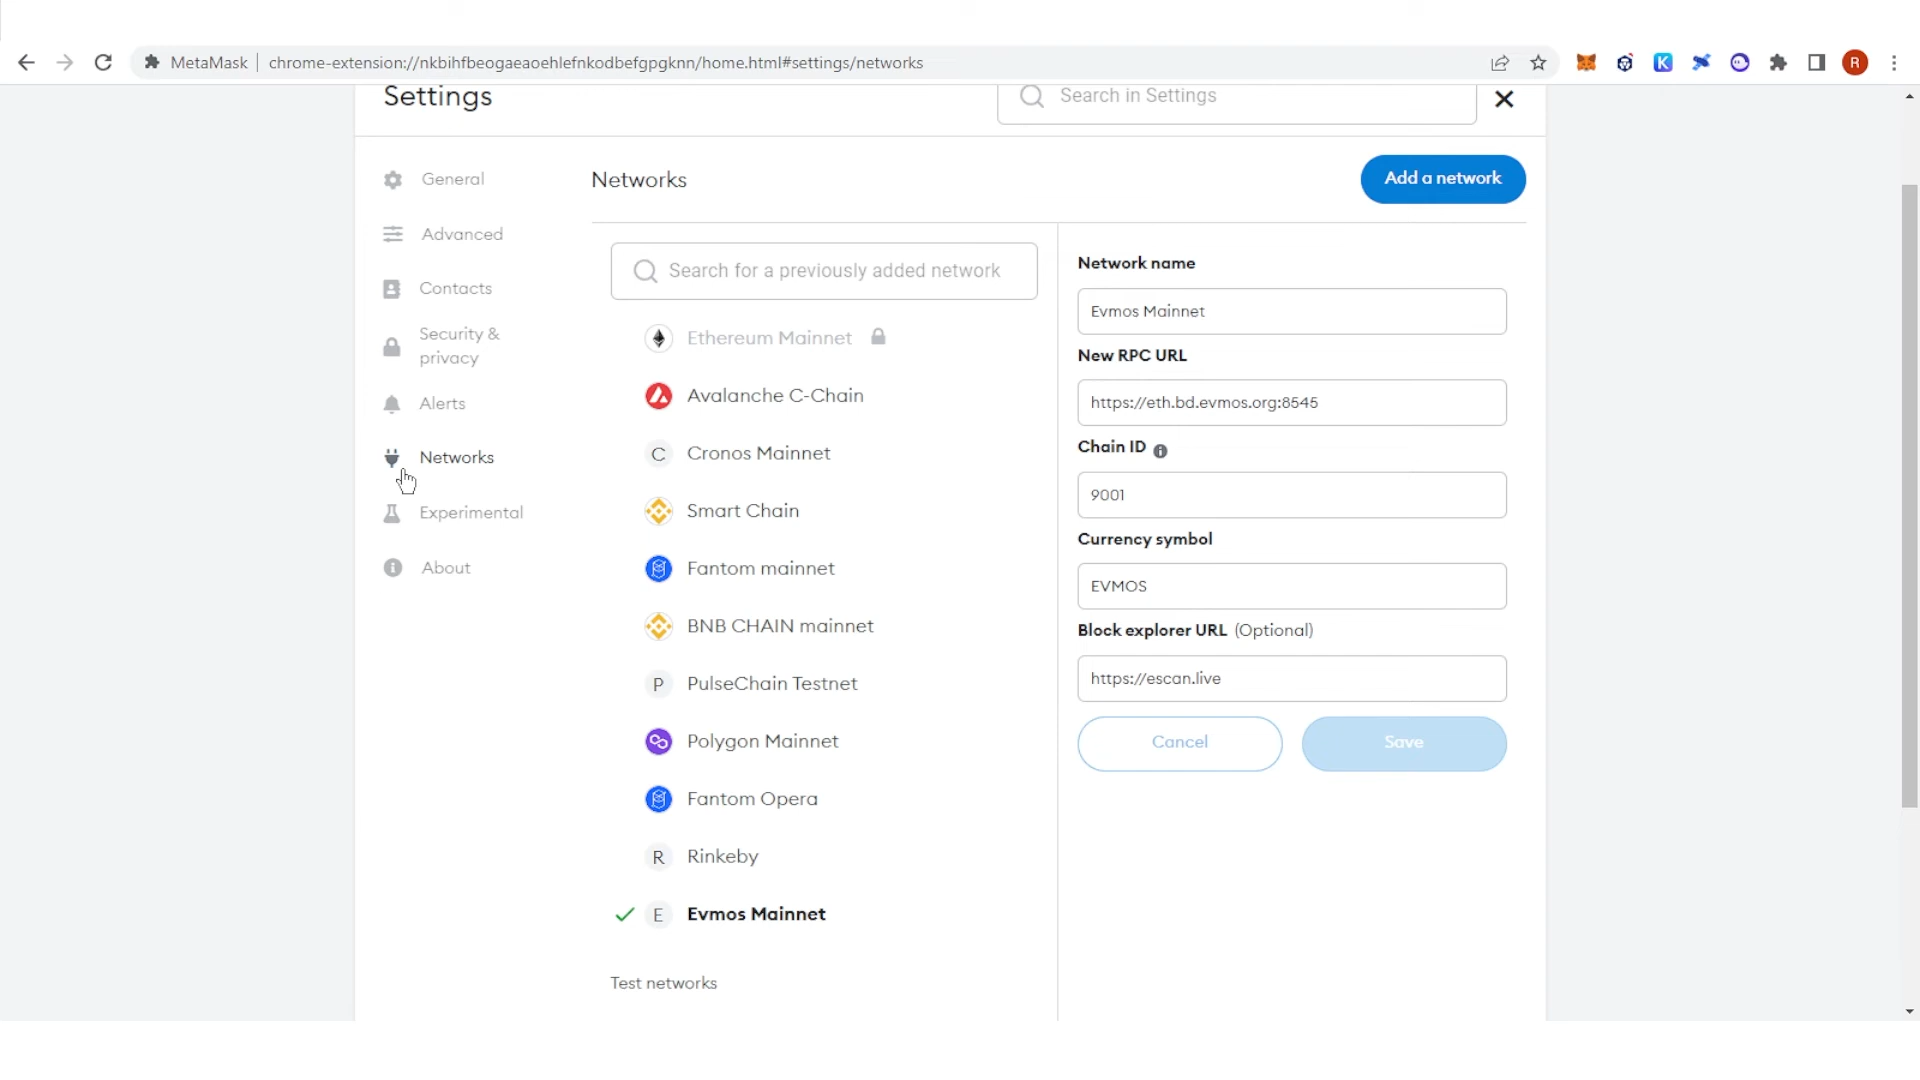 MetaMask
chrome-extension://nkbihfbeogaeaoehlefnkodbefgpgknn/home.html#settings/networks
K
R
Settings
Search in Settings
General
Advanced
Contacts
Security &
privacy
Alerts
Networks
Experimental
About
Networks
Add a network
Search for a previously added network
Ethereum Mainnet
Avalanche C-Chain
C Cronos Mainnet
Smart Chain
Fantom mainnet
BNB CHAIN mainnet
P PulseChain Testnet
Polygon Mainnet
Fantom Opera
R Rinkeby
E Evmos Mainnet
Test networks
Network name
Evmos Mainnet
New RPC URL
https://eth.bd.evmos.org:8545
Chain ID
9001
Currency symbol
EVMOS
Block explorer URL (Optional)
https://escan.live
Cancel
Save